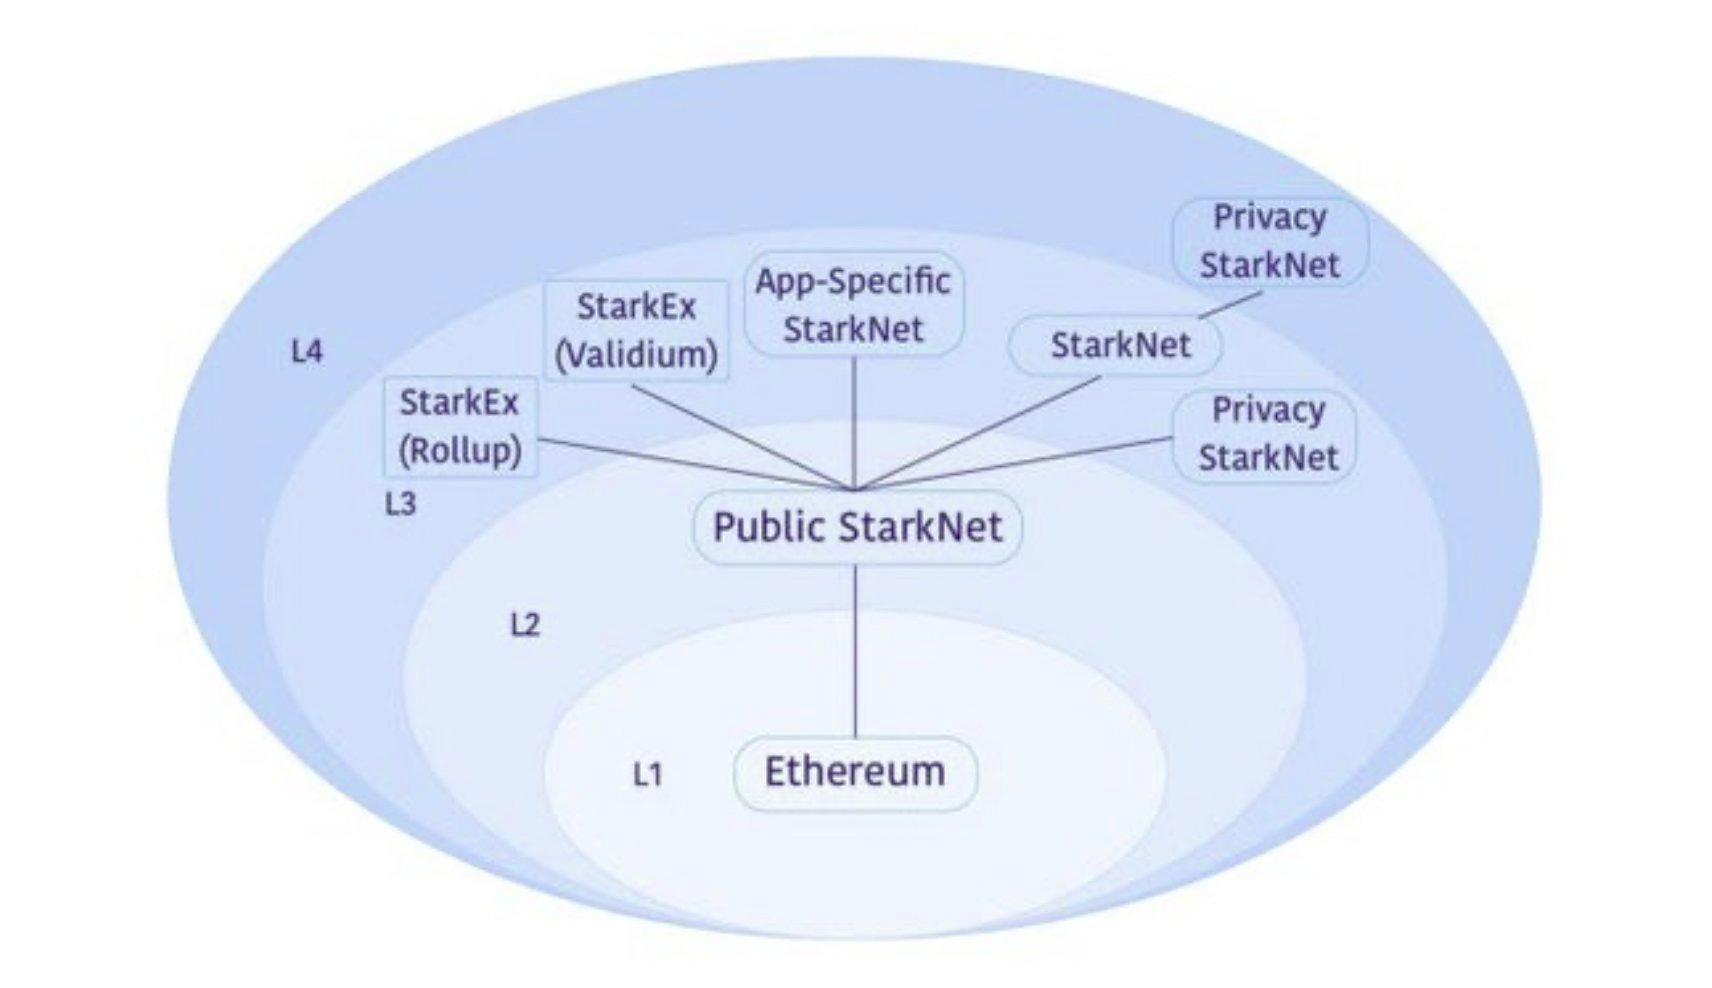 Privacy
StarkNet
App-Specific
StarkNet
StarkEx
(Validium)
StarkNet
L4
StarkEx
(Rollup)
Privacy
StarkNet
L3
Public StarkNet
L2
L1
Ethereum